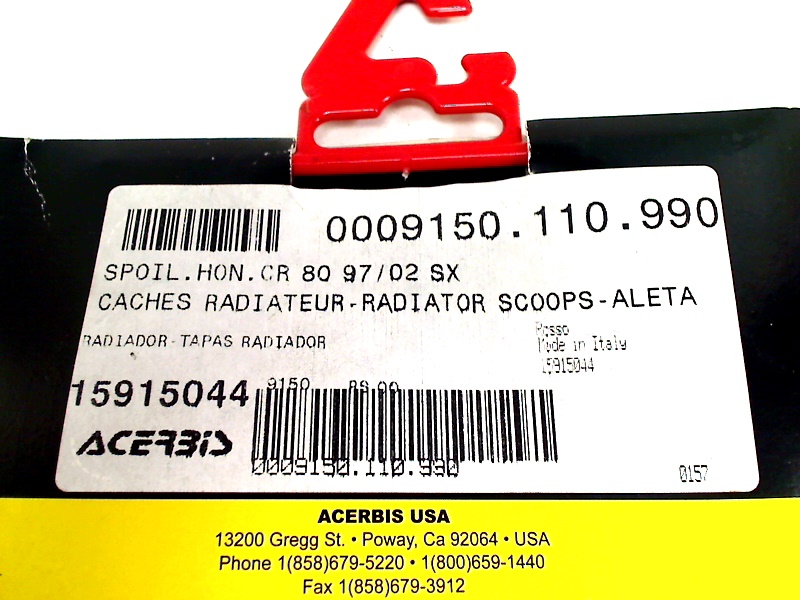 0009150.110.990
SPOIL.HON.CR 80 97/02 SX
CACHES RADIATEUR-RADIATOR SCOOPS-ALETA
RADIADOR-TAPAS RADIADOR
Rosso
Made in Italy
15915044
15915044
9150 RS 00
ACERBIS
0009150.110.990
0157
ACERBIS USA
13200 Gregg St. • Poway, Ca 92064 • USA
Phone 1(858)679-5220 • 1(800)659-1440
Fax 1(858)679-3912